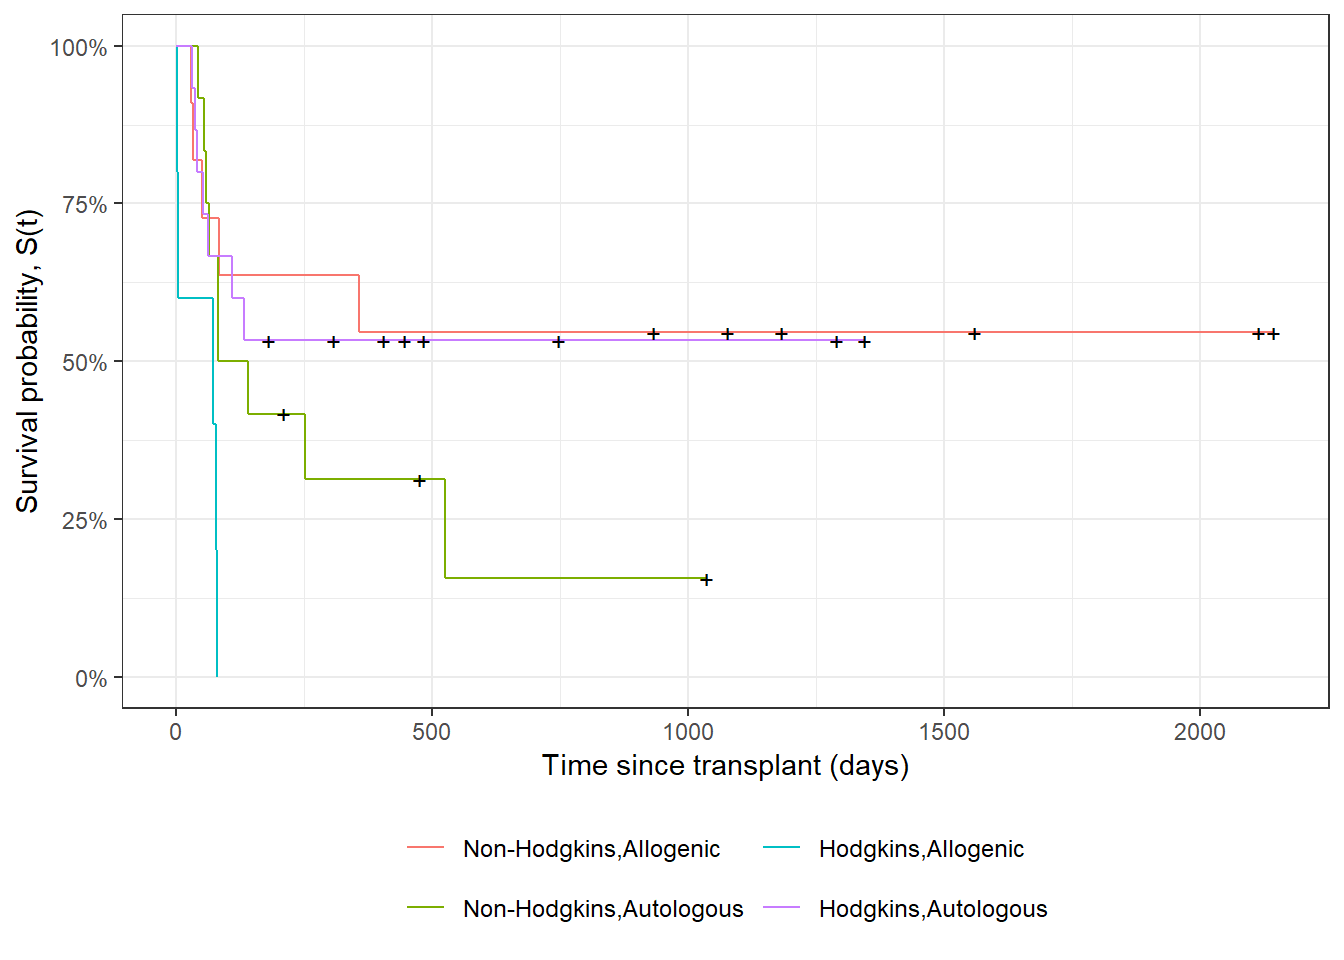 Survival probability, S(t)
100%
75%
50%
25%
0%
0 500 1000 1500 2000
Time since transplant (days)
Non-Hodgkins,Allogenic Hodgkins,Allogenic
Non-Hodgkins,Autologous Hodgkins,Autologous